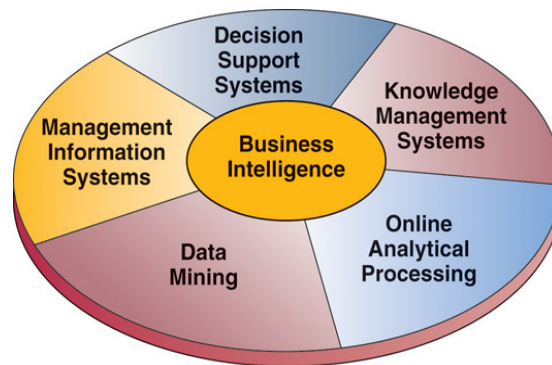 Decision
Support
Systems
Knowledge
Management
Systems
Management
Information
Systems
Business
Intelligence
Online
Analytical
Processing
Data
Mining